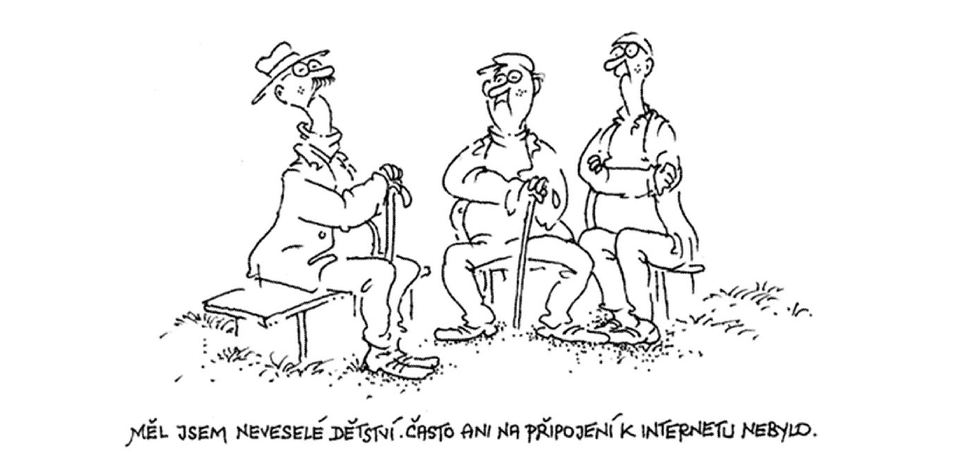 MĚL JSEM NEVESELÉ DĚTSTVÍ. ČASTO ANI NA PŘIPOJENÍ K INTERNETU NEBYLO.